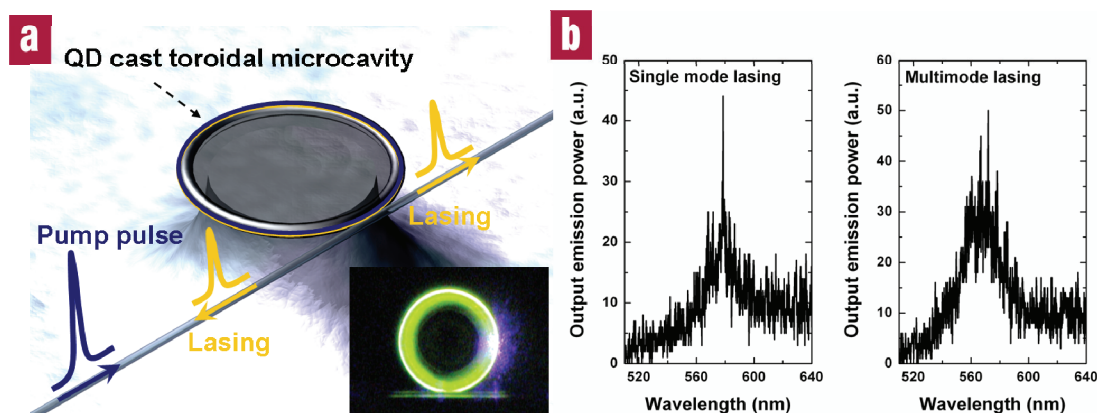 a
QD cast toroidal microcavity
Lasing
Pump pulse
Lasing
b
50
40
30
20
10
0
Single mode lasing
Output emission power (a.u.)
520 560 600 640
Wavelength (nm)
60
50
40
30
20
10
0
Multimode lasing
Output emission power (a.u.)
520 560 600 640
Wavelength (nm)